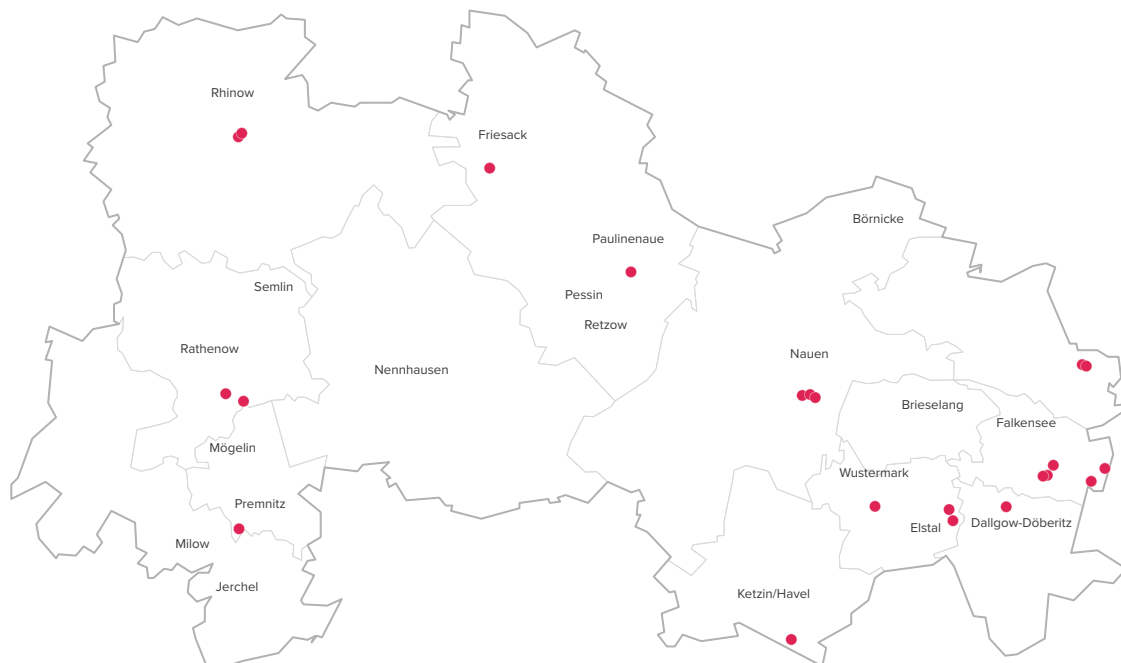 Rhinow
Friesack
Börnicke
Paulinenaue
Semlin
Pessin
Retzow
Rathenow
Nauen
Nennhausen
Brieselang
Falkensee
Mögelin
Wustermark
Premnitz
Elstal
Dallgow-Döberitz
Milow
Jerchel
Ketzin/Havel